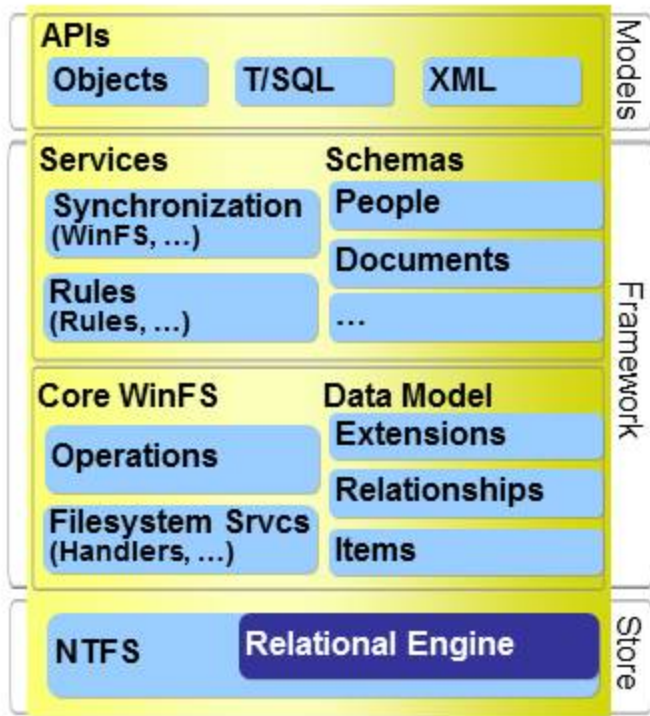 APIs
Objects
T/SQL
XML
Models
Services
Synchronization
(WinFS, ...)
Rules
(Rules, ...)
Schemas
People
Documents
...
Framework
Core WinFS
Operations
Filesystem Srvcs
(Handlers, ...)
Data Model
Extensions
Relationships
Items
NTFS
Relational Engine
Store